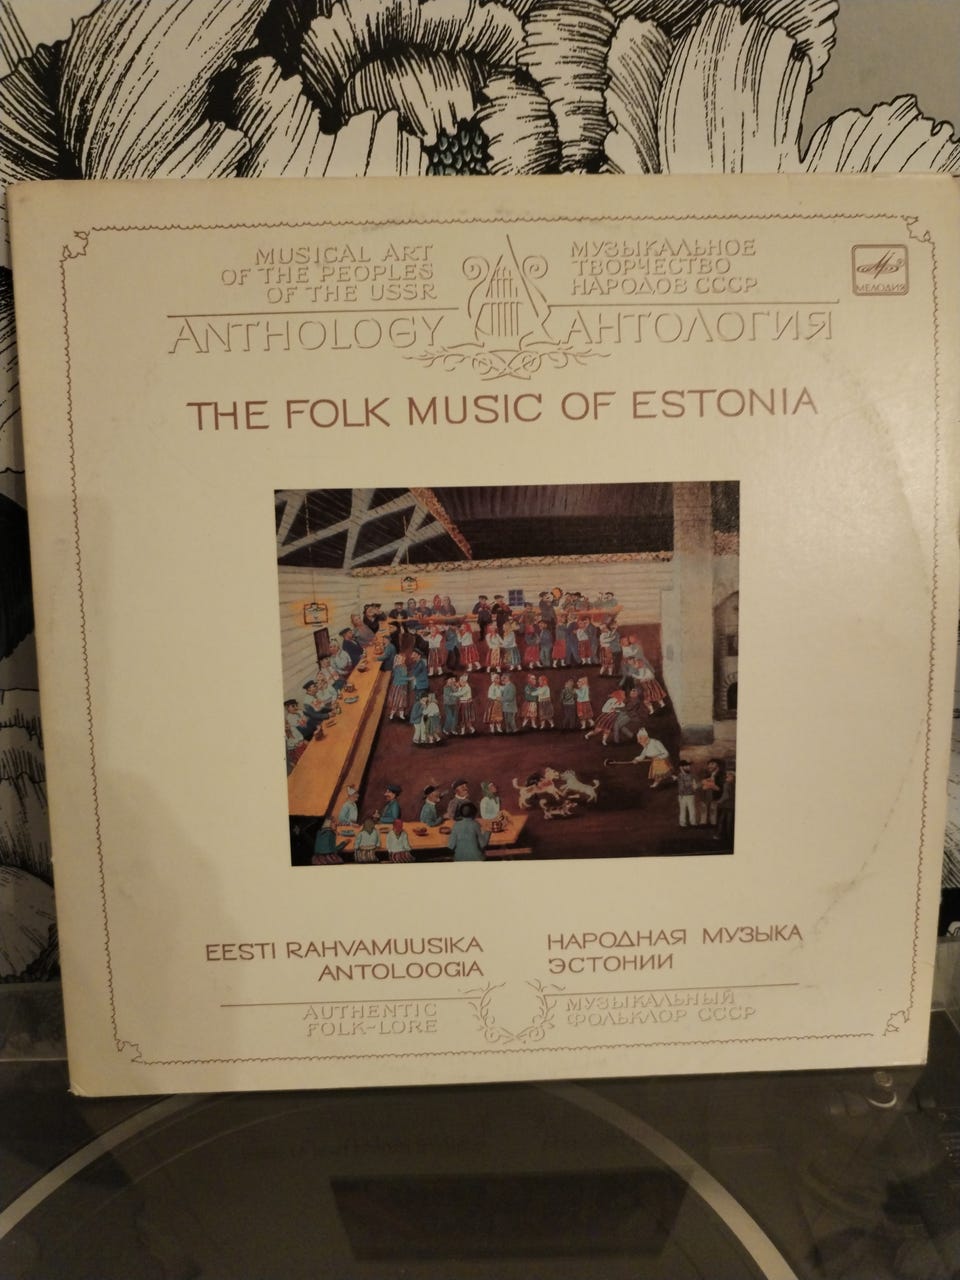 MUSICAL ART
OF THE PEOPLES
OF THE USSR
ANTHOLOGY
МУЗЫКАЛЬНОЕ
ТВОРЧЕСТВО
НАРОДОВ СССР
АНТОЛОГИЯ
МЕЛОДИЯ
THE FOLK MUSIC OF ESTONIA
EESTI RAHVAMUUSIKA
ANTOLOOGIA
НАРОДНАЯ МУЗЫКА
ЭСТОНИИ
AUTHENTIC
FOLK-LORE
МУЗЫКАЛЬНЫЙ
ФОЛЬКЛОР СССР